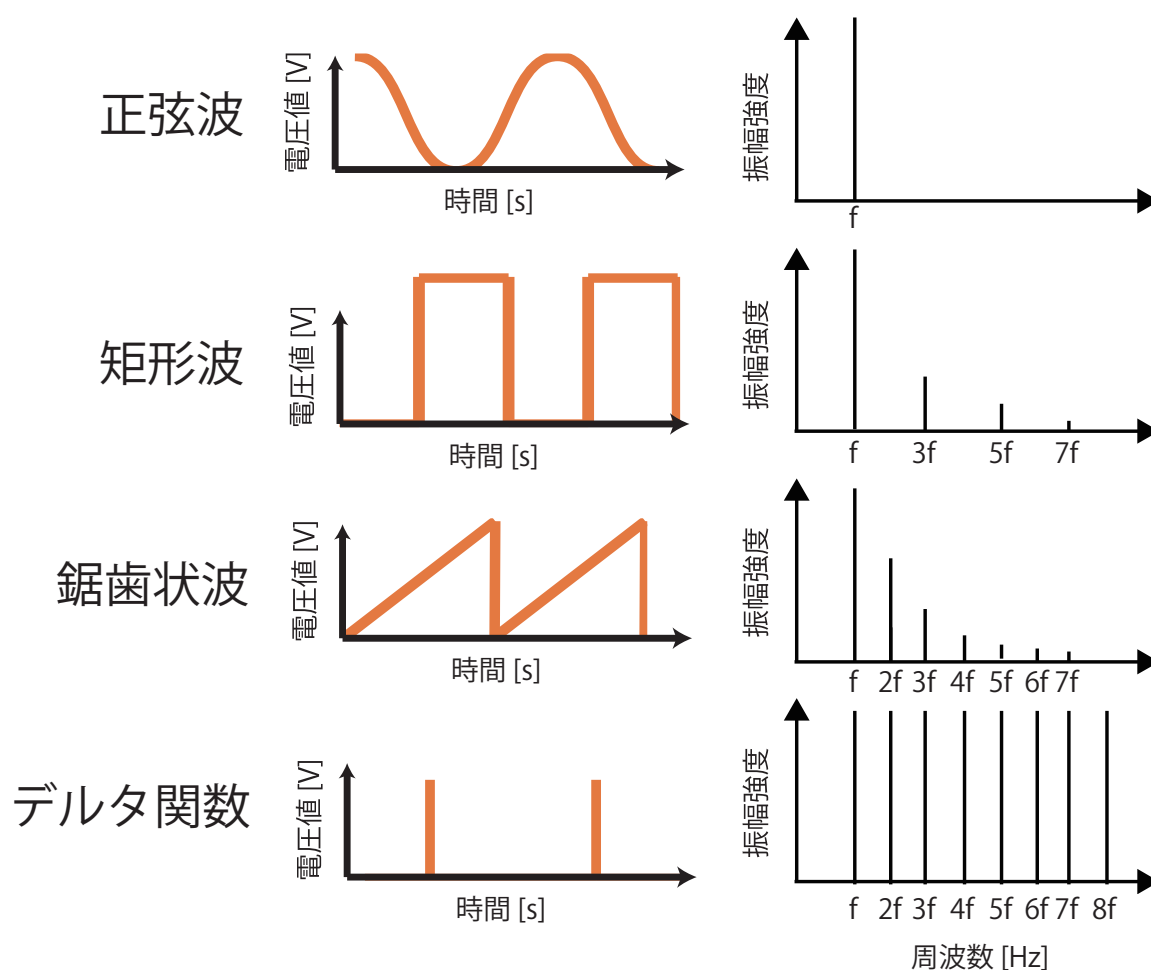 正弦波
電圧値 [V]
時間 [s]
振幅強度
f
矩形波
電圧値 [V]
時間 [s]
振幅強度
f 3f 5f 7f
鋸歯状波
電圧値 [V]
時間 [s]
振幅強度
f 2f 3f 4f 5f 6f 7f
デルタ関数
電圧値 [V]
時間 [s]
振幅強度
f 2f 3f 4f 5f 6f 7f 8f
周波数 [Hz]